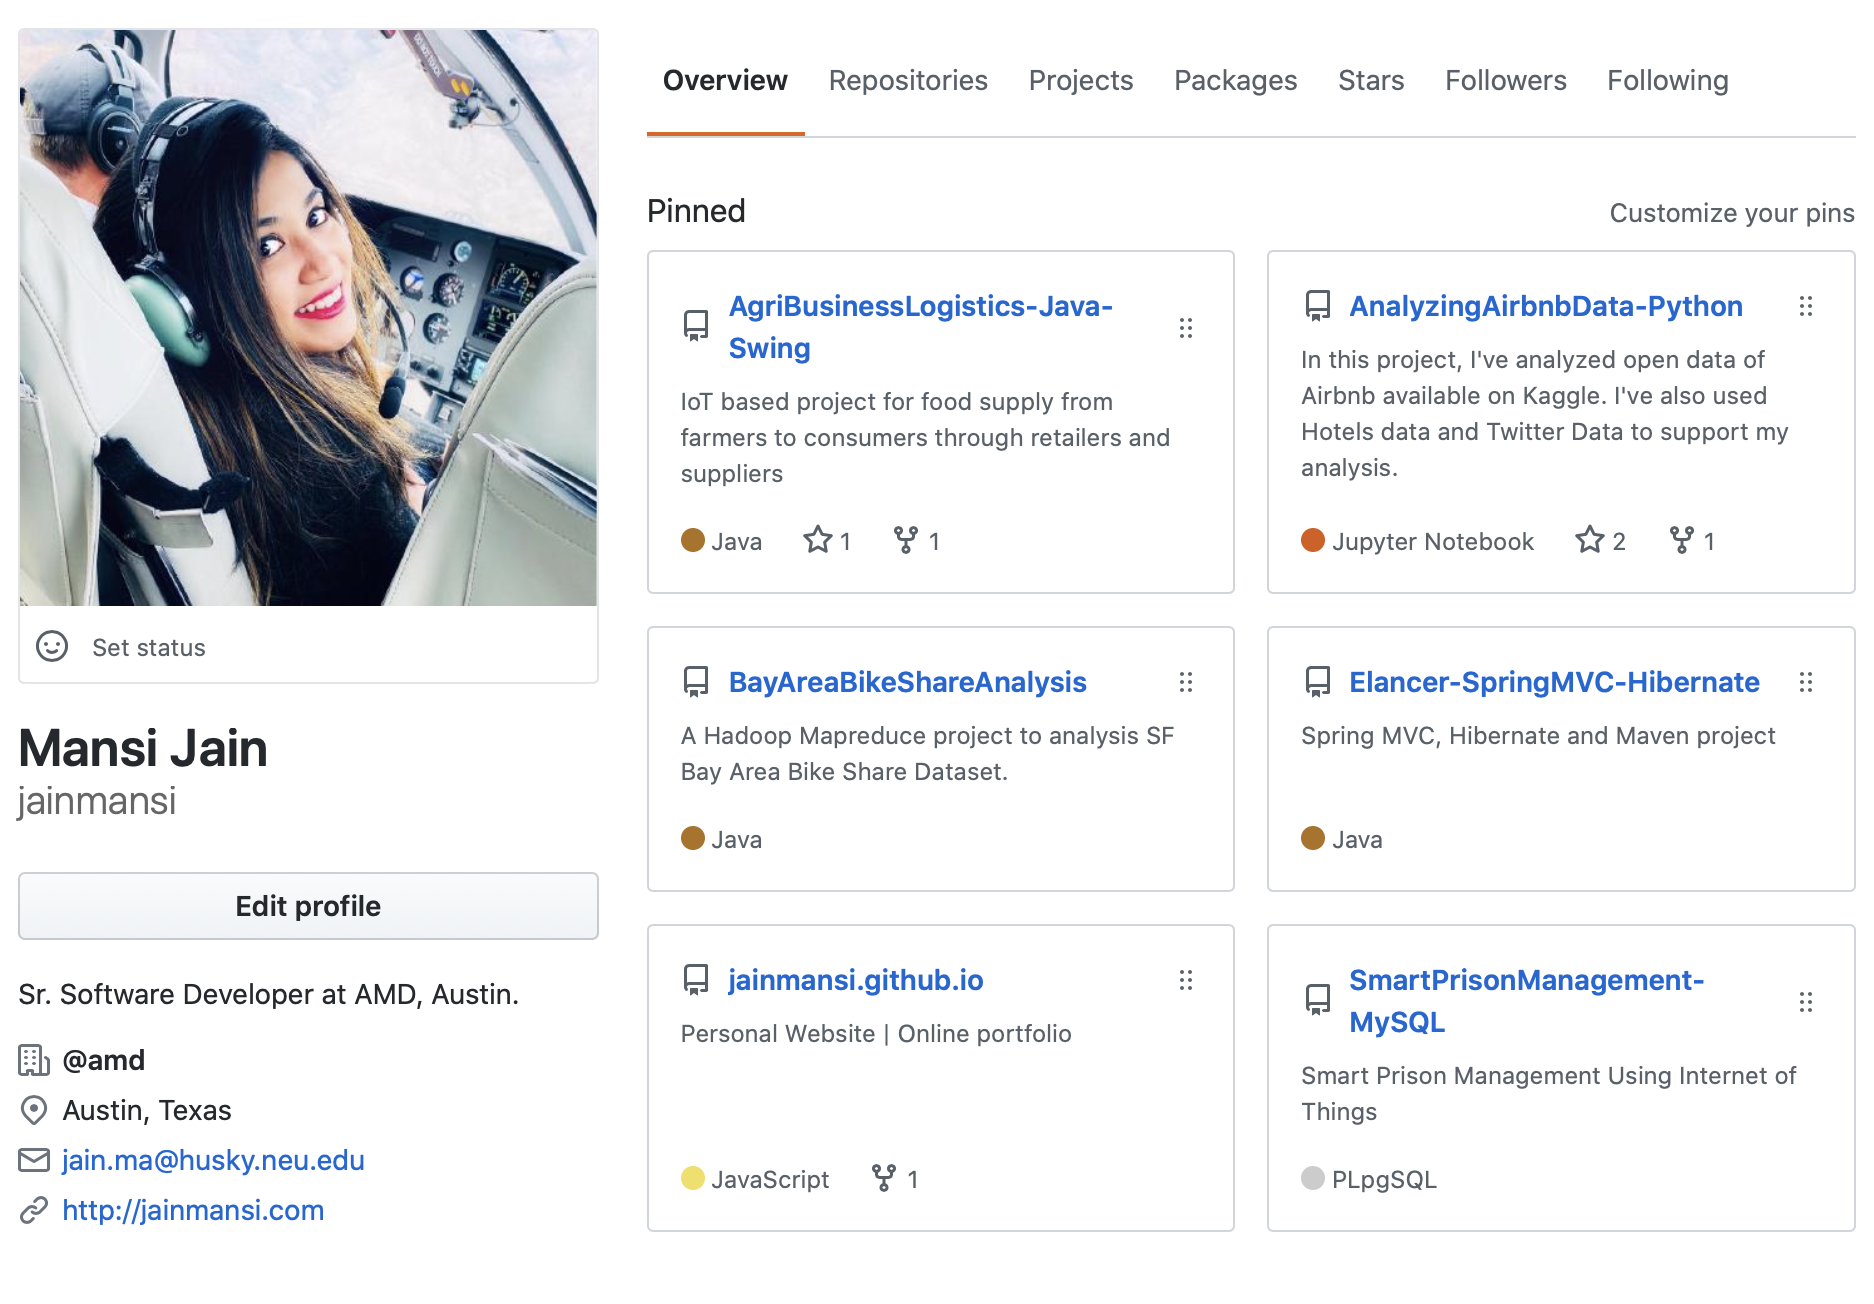 Overview Repositories Projects Packages Stars Followers Following
Set status
Mansi Jain
jainmansi
Edit profile
Sr. Software Developer at AMD, Austin.
@amd
Austin, Texas
jain.ma@husky.neu.edu
http://jainmansi.com
Pinned
Customize your pins
AgriBusinessLogistics-Java-
Swing
IoT based project for food supply from
farmers to consumers through retailers and
suppliers
Java 1 1
AnalyzingAirbnbData-Python
In this project, I've analyzed open data of
Airbnb available on Kaggle. I've also used
Hotels data and Twitter Data to support my
analysis.
Jupyter Notebook 2 1
BayAreaBikeShareAnalysis
A Hadoop Mapreduce project to analysis SF
Bay Area Bike Share Dataset.
Java
Elancer-SpringMVC-Hibernate
Spring MVC, Hibernate and Maven project
Java
jainmansi.github.io
Personal Website | Online portfolio
JavaScript 1
SmartPrisonManagement-
MySQL
Smart Prison Management Using Internet of
Things
PLpgSQL